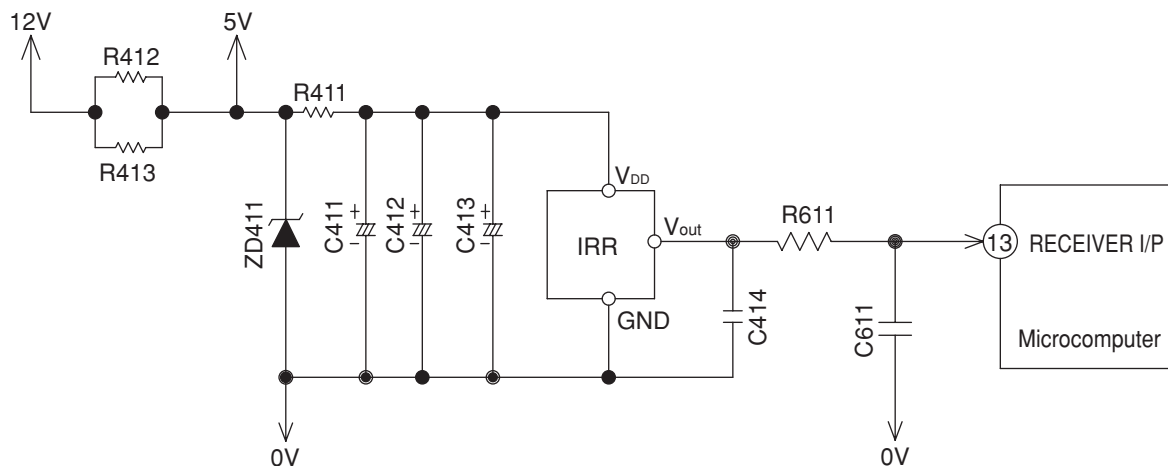 12V
5V
R412
R411
R413
ZD411
C411
+
-
C412
+
-
C413
+
-
VDD
IRR
Vout
GND
C414
R611
C611
13
RECEIVER I/P
Microcomputer
0V
0V